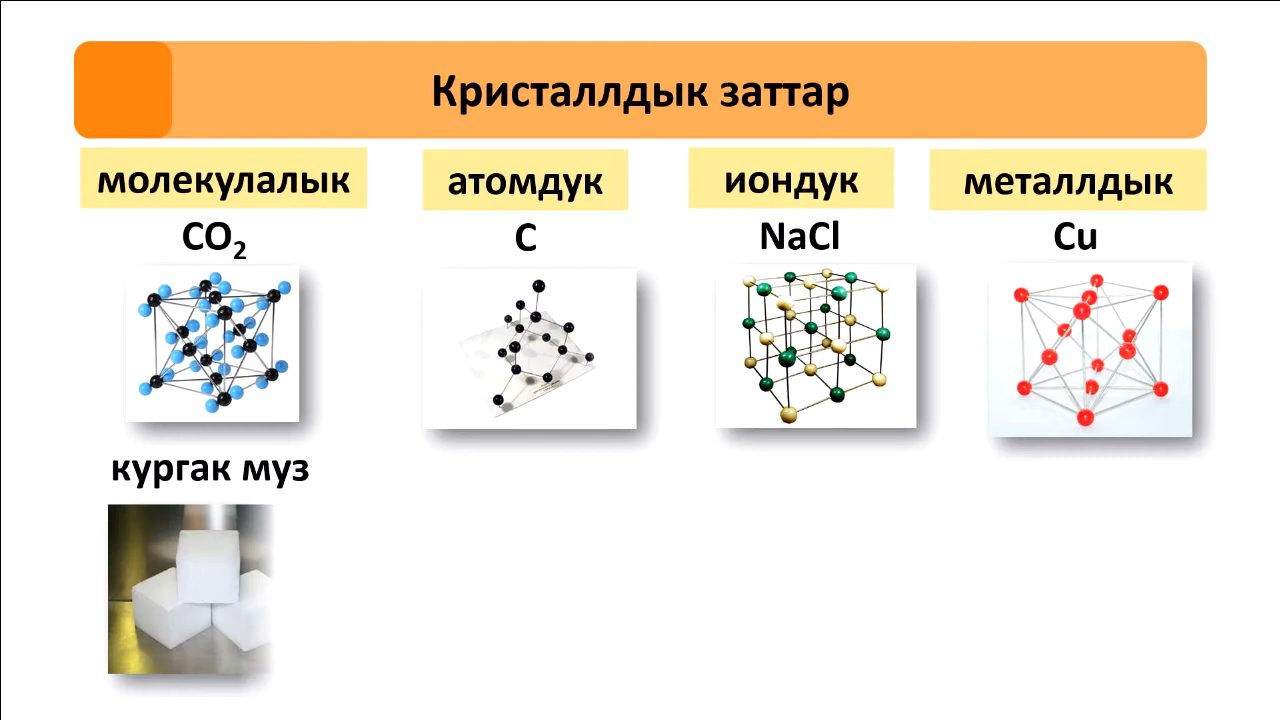 Кристаллдык заттар
молекулалык
атомдук
иондук
металлдык
CO₂
C
NaCl
Cu
кургак муз